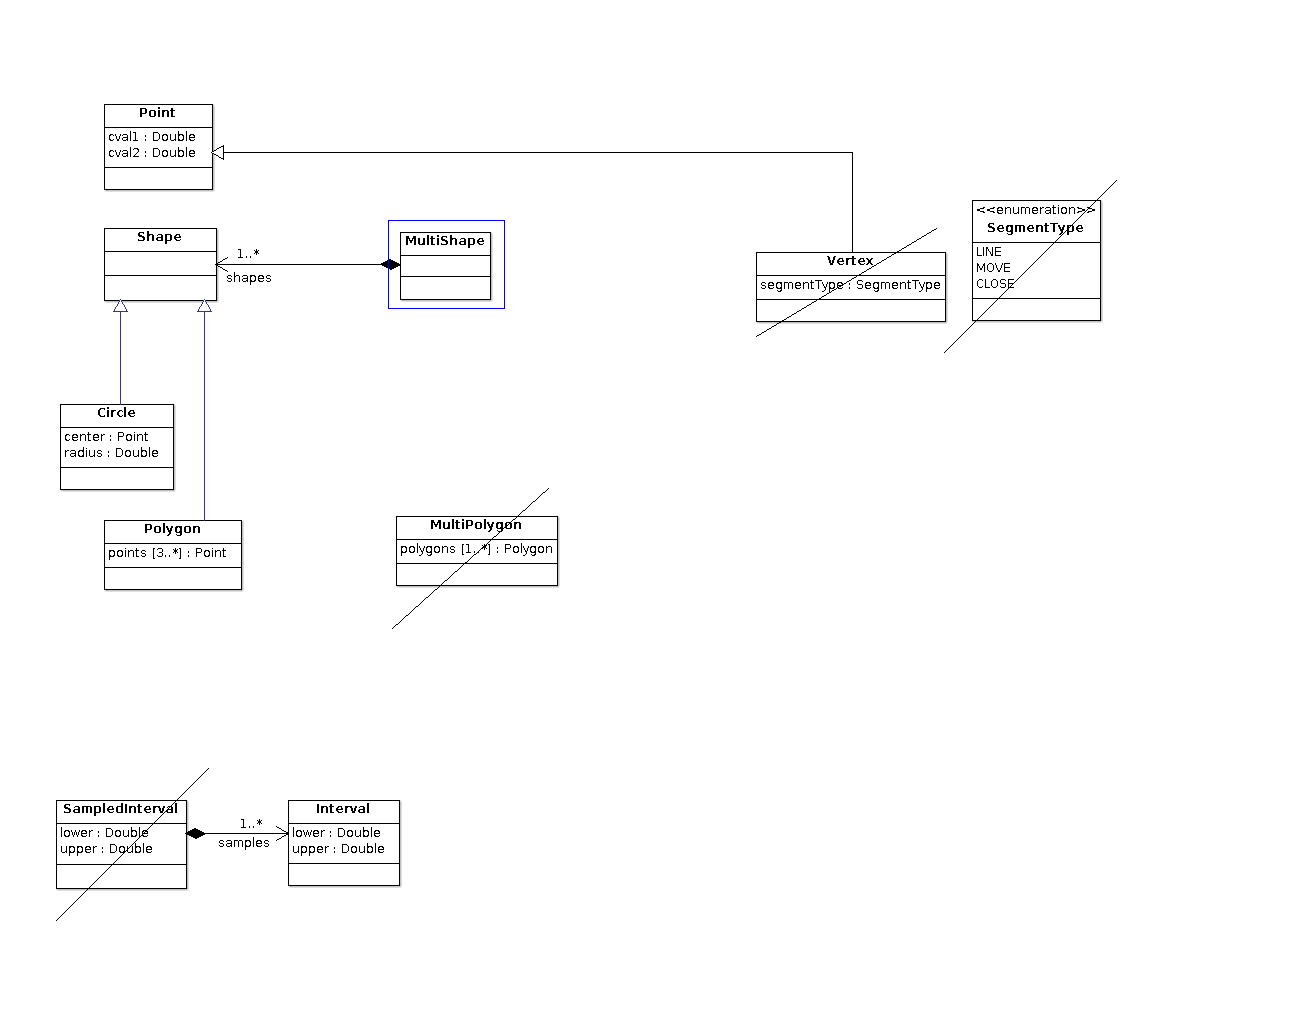 Point
cval1 : Double
cval2 : Double
Shape
1..*
shapes
MultiShape
Vertex
segmentType : SegmentType
<<enumeration>>
SegmentType
LINE
MOVE
CLOSE
Circle
center : Point
radius : Double
Polygon
points [3..*] : Point
MultiPolygon
polygons [1..*] : Polygon
SampledInterval
lower : Double
upper : Double
1..*
samples
Interval
lower : Double
upper : Double